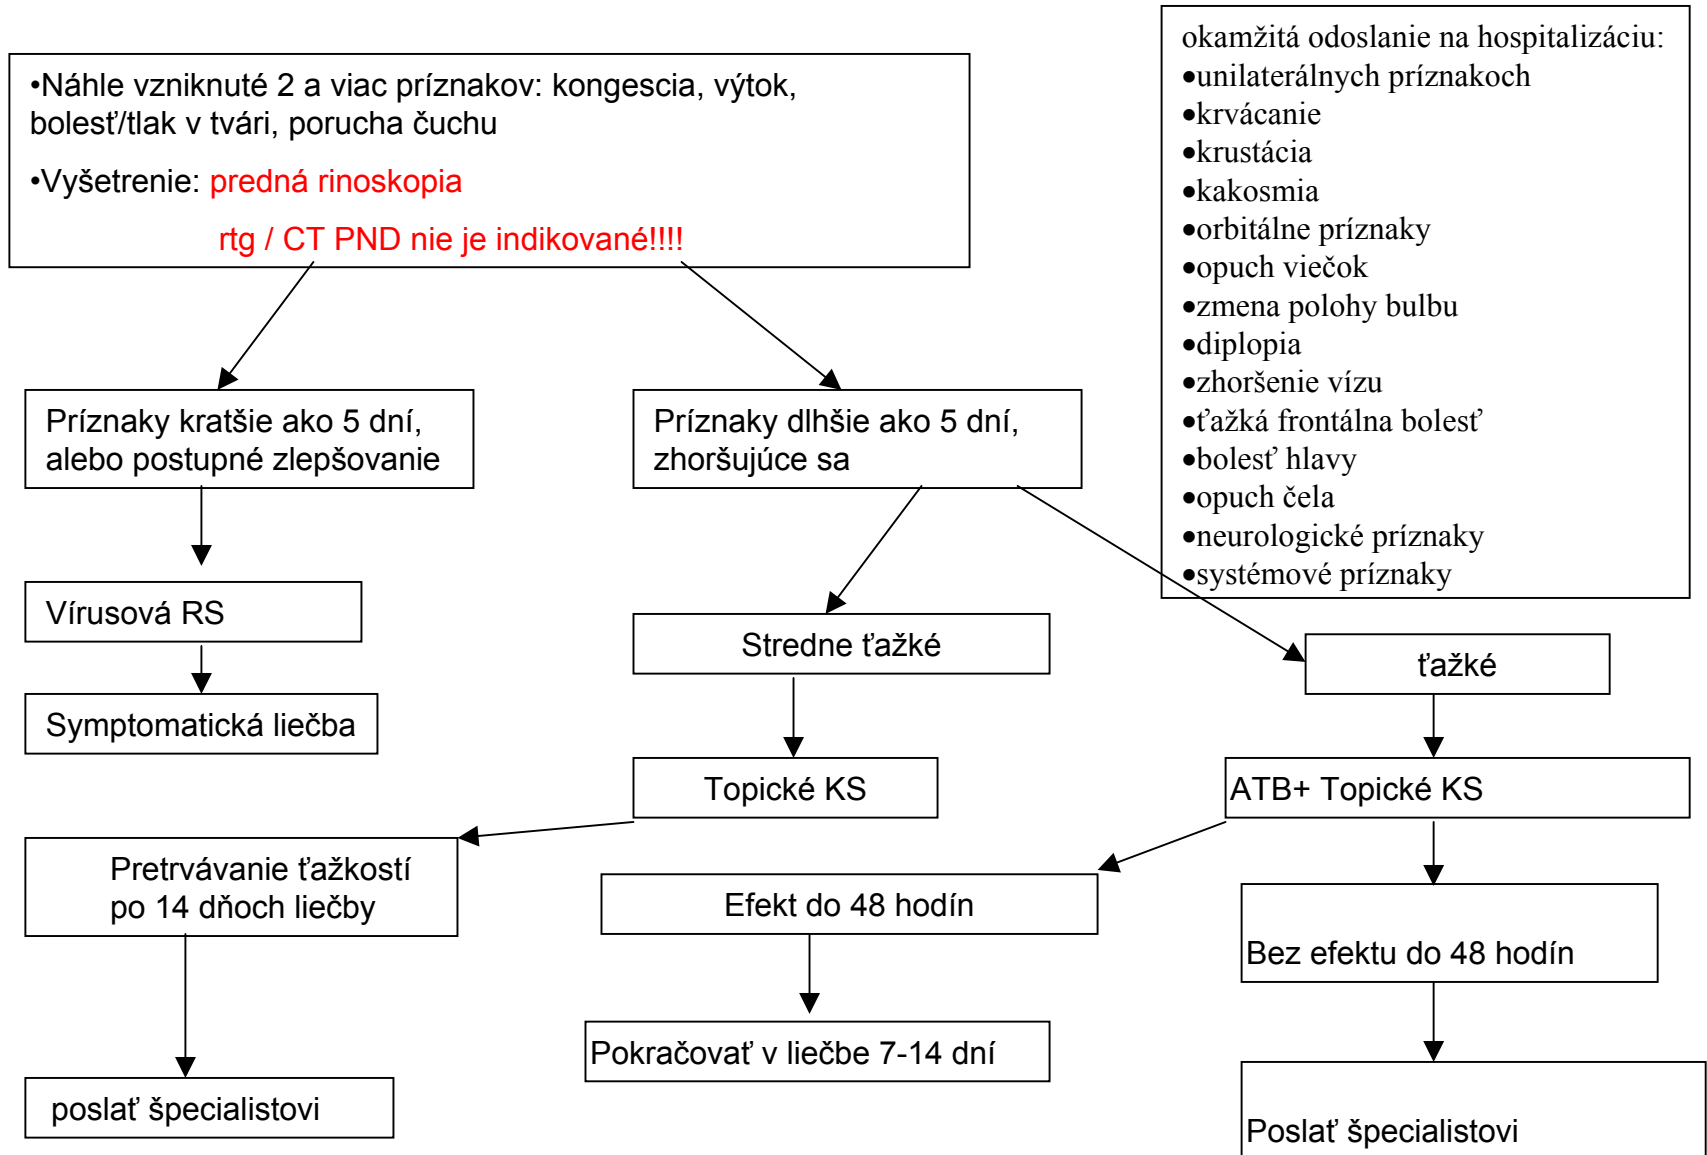 •Náhle vzniknuté 2 a viac príznakov: kongescia, výtok,
bolesť/tlak v tvári, porucha čuchu
•Vyšetrenie: predná rinoskopia
rtg / CT PND nie je indikované!!!!
okamžitá odoslanie na hospitalizáciu:
•unilaterálnych príznakoch
•krvácanie
•krustácia
•kakosmia
•orbitálne príznaky
•opuch viečok
•zmena polohy bulbu
•diplopia
•zhoršenie vízu
•ťažká frontálna bolesť
•bolesť hlavy
•opuch čela
•neurologické príznaky
•systémové príznaky
Príznaky kratšie ako 5 dní,
alebo postupné zlepšovanie
Príznaky dlhšie ako 5 dní,
zhoršujúce sa
Vírusová RS
Stredne ťažké
ťažké
Symptomatická liečba
Topické KS
ATB+ Topické KS
Pretrvávanie ťažkostí
po 14 dňoch liečby
Efekt do 48 hodín
Bez efektu do 48 hodín
Pokračovať v liečbe 7-14 dní
poslať špecialistovi
Poslať špecialistovi